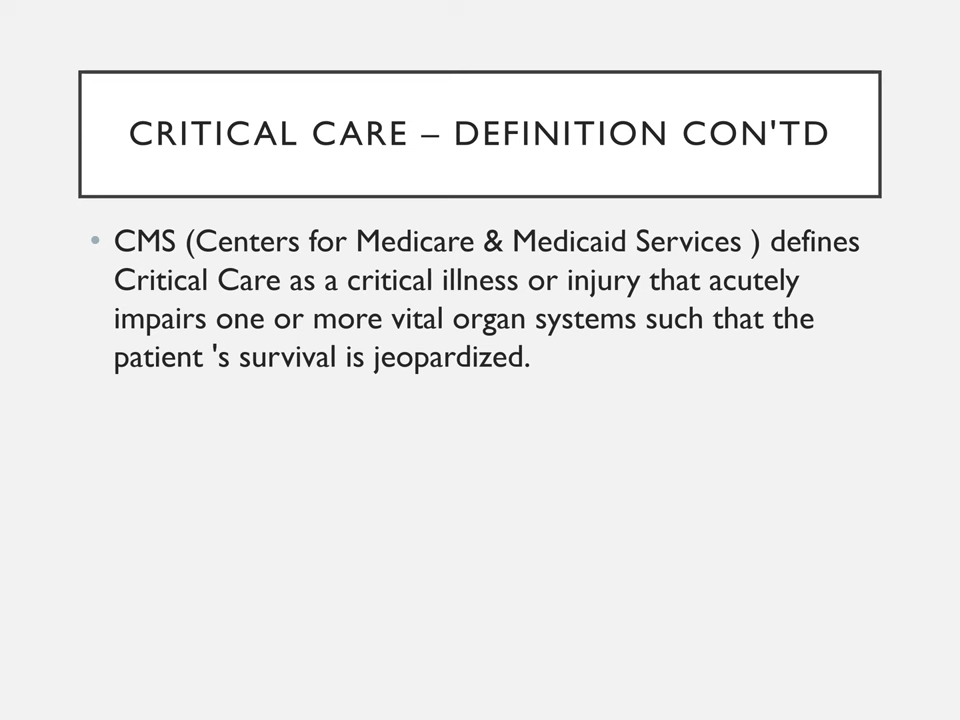 CRITICAL CARE – DEFINITION CON'TD
• CMS (Centers for Medicare & Medicaid Services ) defines
Critical Care as a critical illness or injury that acutely
impairs one or more vital organ systems such that the
patient 's survival is jeopardized.